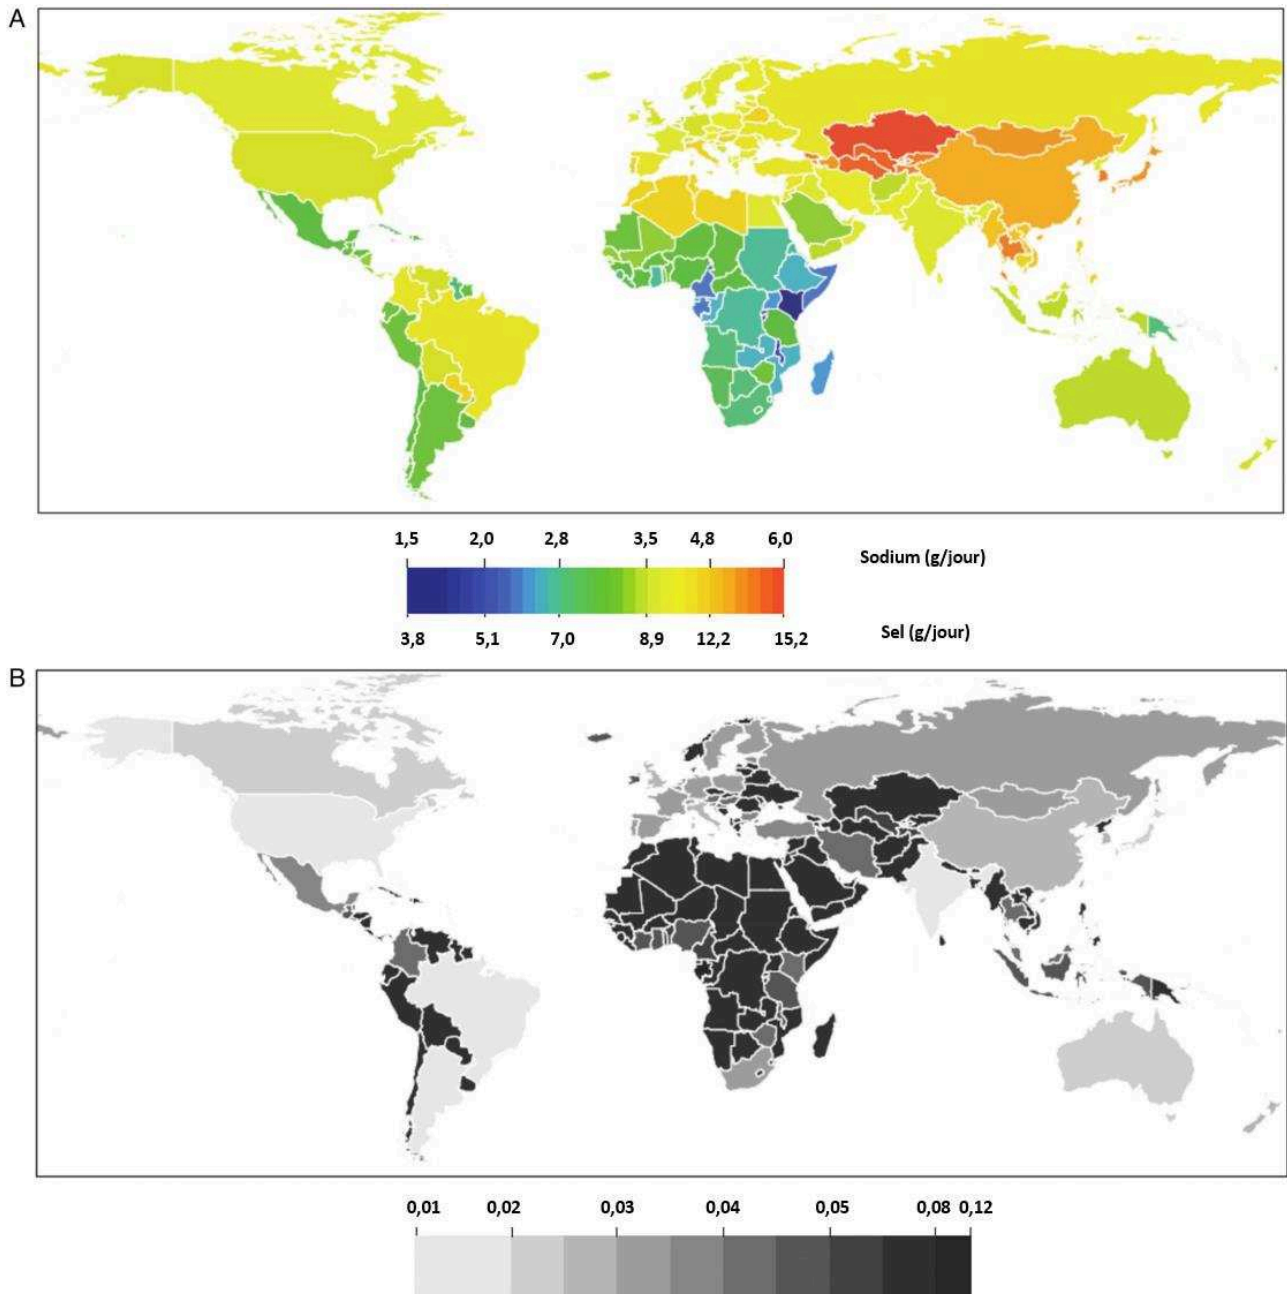 A
1,5 2,0 2,8 3,5 4,8 6,0
Sodium (g/jour)
3,8 5,1 7,0 8,9 12,2 15,2
Sel (g/jour)
B
0,01 0,02 0,03 0,04 0,05 0,08 0,12